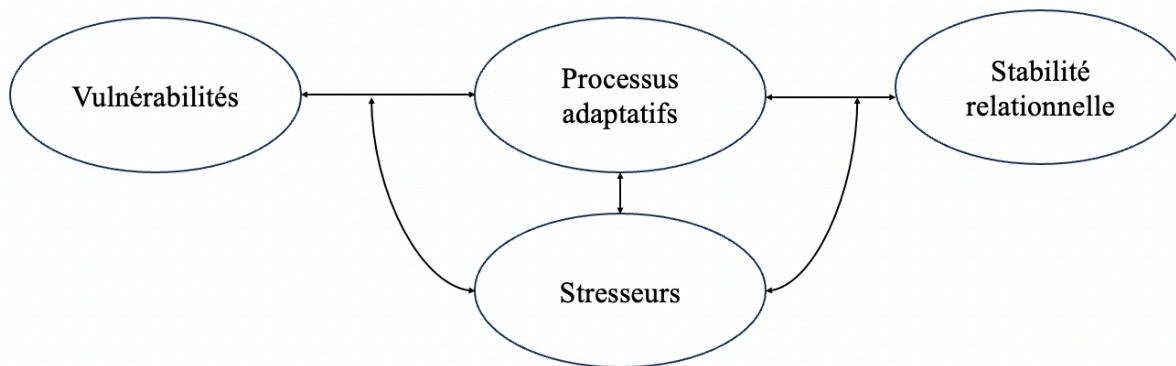 Vulnérabilités
Processus
adaptatifs
Stabilité
relationnelle
Stresseurs